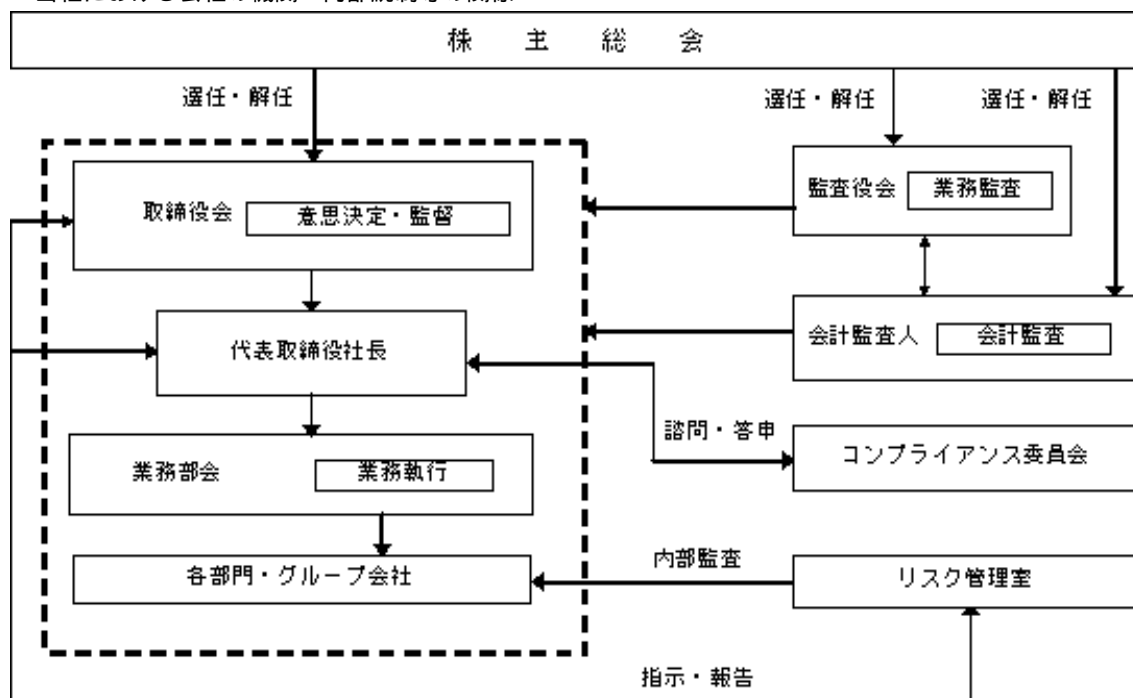 株主総会
選任・解任
選任・解任 選任・解任
監査役会 業務監査
取締役会 意思決定・監督
代表取締役社長
会計監査人 会計監査
諮問・答申
コンプライアンス委員会
業務部会 業務執行
内部監査
各部門・グループ会社
リスク管理室
指示・報告